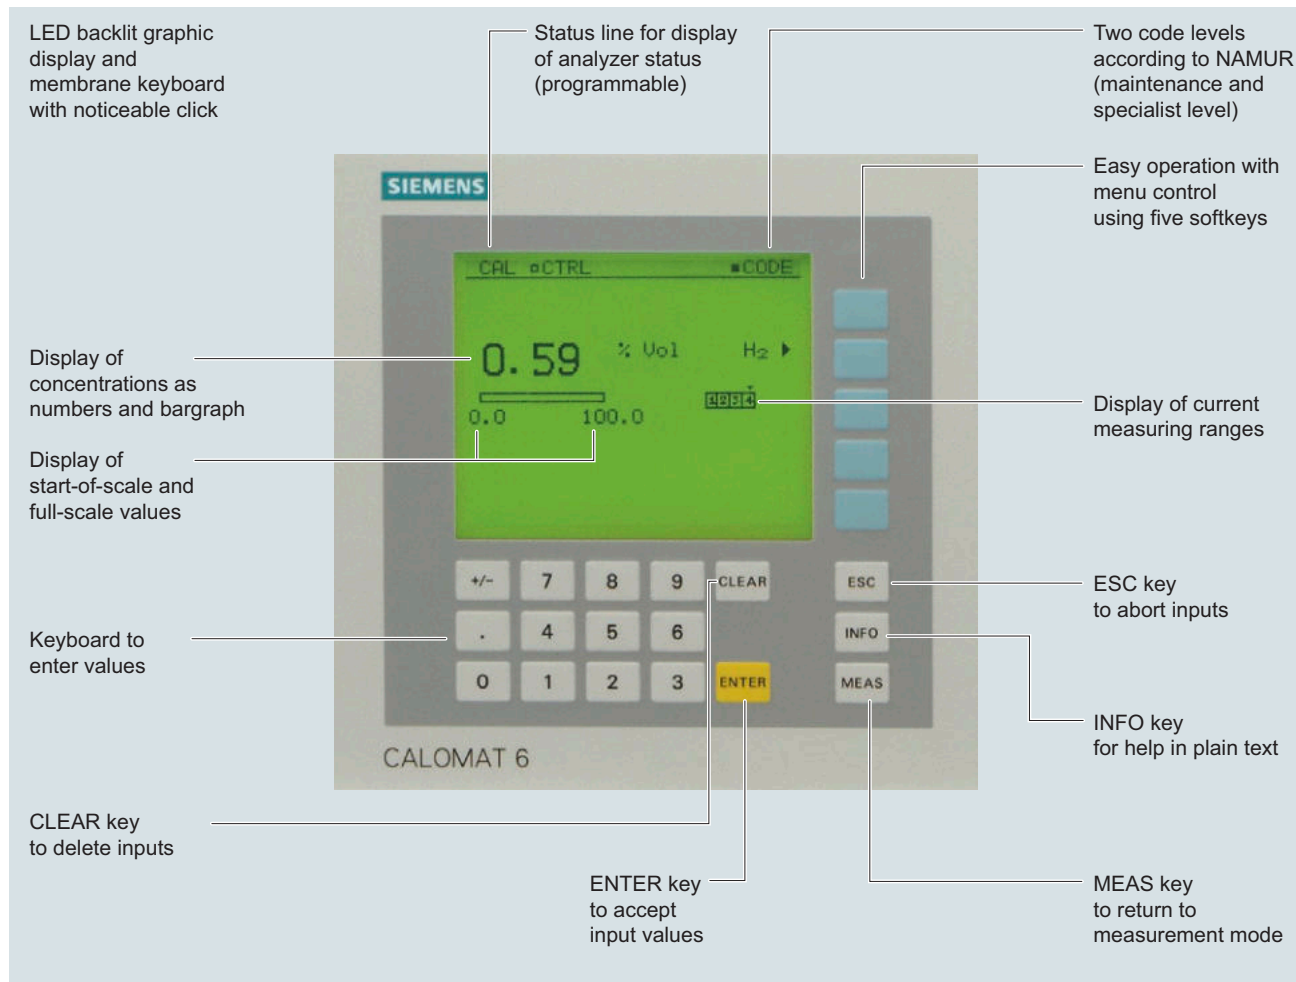 LED backlit graphic
display and
membrane keyboard
with noticeable click
Status line for display
of analyzer status
(programmable)
Two code levels
according to NAMUR
(maintenance and
specialist level)
Easy operation with
menu control
using five softkeys
SIEMENS
CAL CTRL CODE
0.59 % Vol H2
1 2 3 4
0.0 100.0
Display of
concentrations as
numbers and bargraph
Display of current
measuring ranges
Display of
start-of-scale and
full-scale values
+/- 7 8 9 CLEAR ESC
. 4 5 6 INFO
0 1 2 3 ENTER MEAS
ESC key
to abort inputs
Keyboard to
enter values
INFO key
for help in plain text
CALOMAT 6
CLEAR key
to delete inputs
ENTER key
to accept
input values
MEAS key
to return to
measurement mode